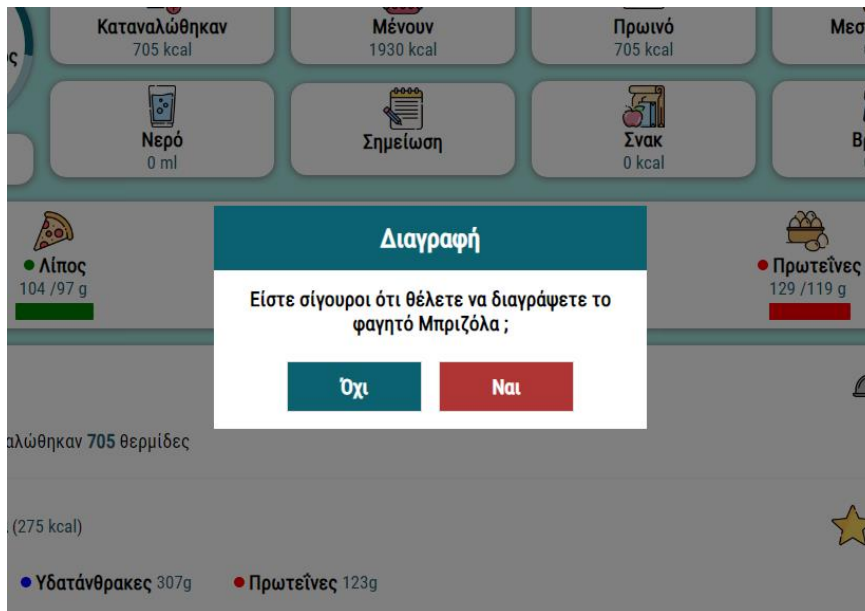 Καταναλώθηκαν
705 kcal
Μένουν
1930 kcal
Πρωινό
705 kcal
Νερό
0 ml
Σημείωση
Σνακ
0 kcal
Λίπος
104 /97 g
Πρωτεΐνες
129 /119 g
Διαγραφή
Είστε σίγουροι ότι θέλετε να διαγράψετε το
φαγητό Μπριζόλα ;
Όχι
Ναι
705 θερμίδες
(275 kcal)
Υδατάνθρακες 307g
Πρωτεΐνες 123g